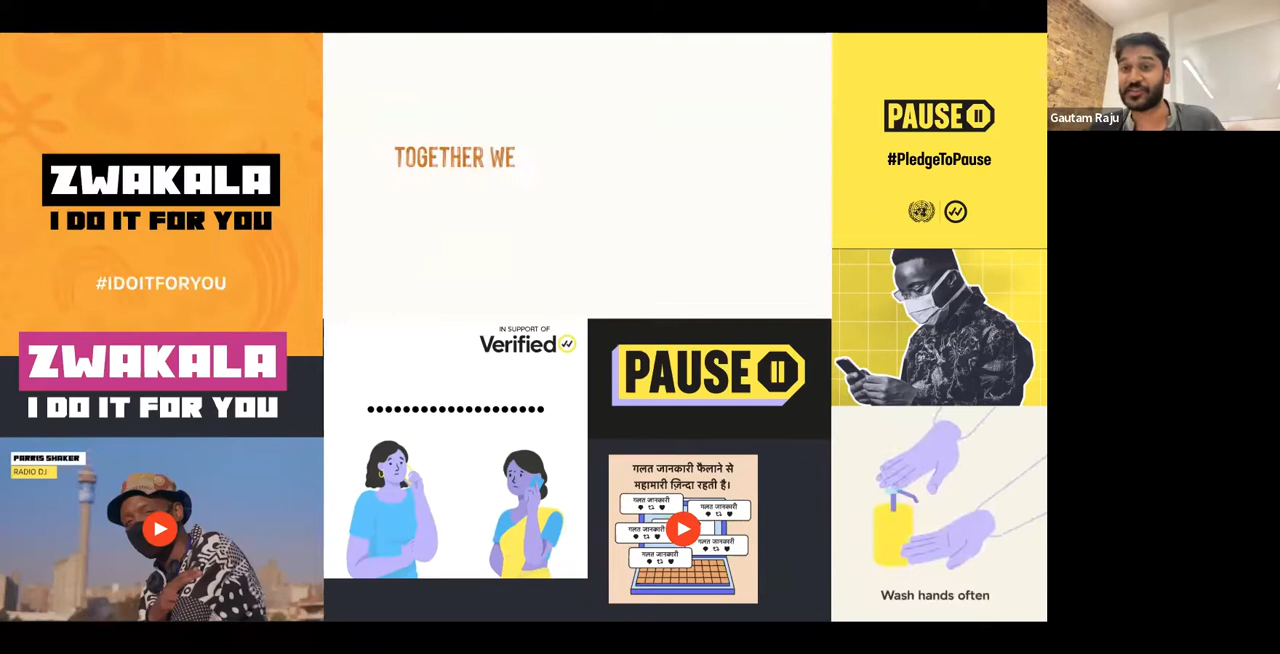 ZWAKALA
I DO IT FOR YOU
#IDOITFORYOU
ZWAKALA
I DO IT FOR YOU
PARRIS SHAKER
RADIO DJ
TOGETHER WE
IN SUPPORT OF
Verified
PAUSE
गलत जानकारी फैलाने से
महामारी ज़िन्दा रहती है।
गलत जानकारी
गलत जानकारी
गलत जानकारी
गलत जानकारी
गलत जानकारी
PAUSE
#PledgeToPause
Wash hands often
Gautam Raju